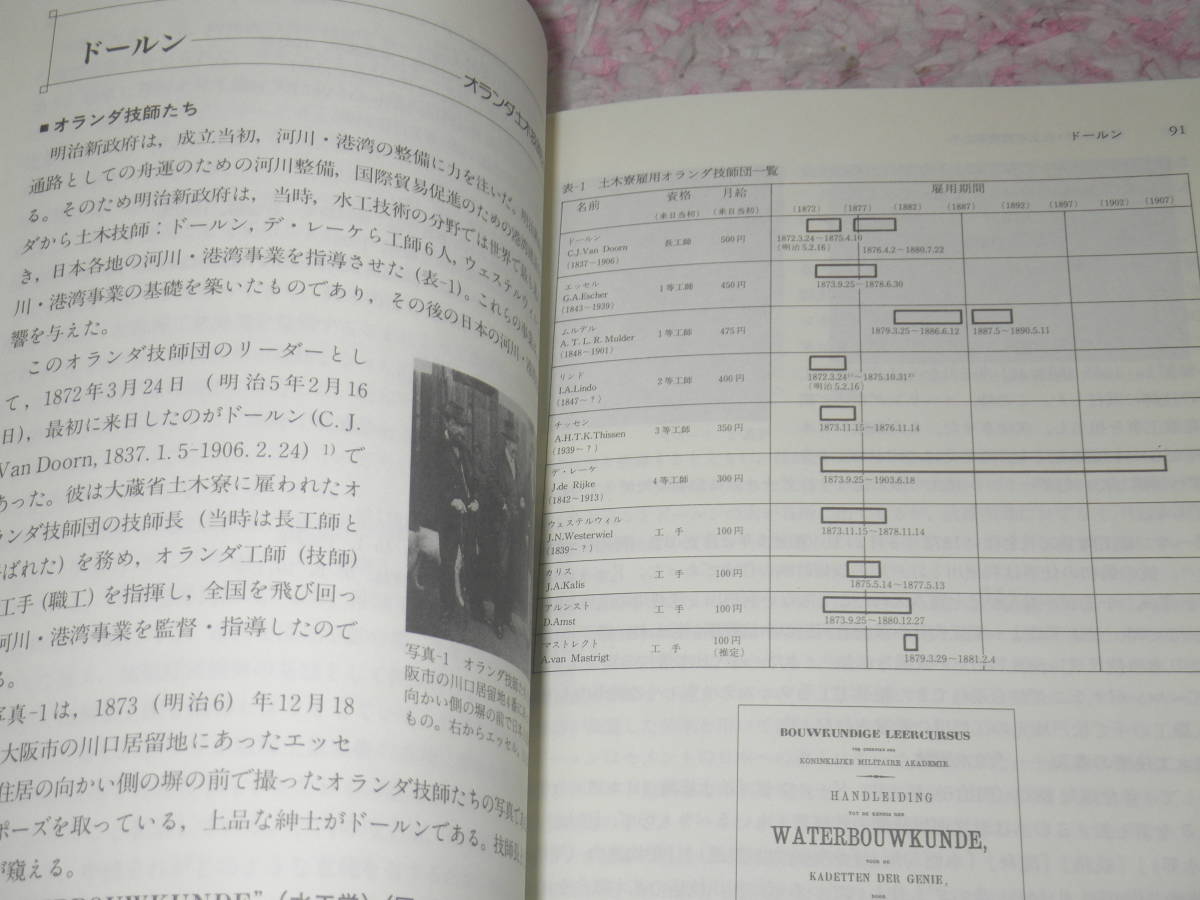 ドールン
オランダ土木
■オランダ技師たち
明治新政府は，成立当初，河川・港湾の整備に力を注いだ。
通路としての舟運のための河川整備，国際貿易促進のための
る。そのため明治新政府は，当時，水工技術の分野では世界で最も
ダから土木技師：ドールン，デ・レーケら工師6人，ウェステルウィル
き，日本各地の河川・港湾事業を指導させた（表-1）。これらの
川・港湾事業の基礎を築いたものであり，その後の日本の河川・
響を与えた。
このオランダ技師団のリーダーとし
て，1872年3月24日（明治5年2月16
日），最初に来日したのがドールン（C. J.
Van Doorn, 1837. 1. 5-1906. 2. 24）1）で
あった。彼は大蔵省土木寮に雇われたオ
ランダ技師団の技師長（当時は長工師と
ばれた）を務め，オランダ工師（技師）
工手（職工）を指揮し，全国を飛び回っ
河川・港湾事業を監督・指導したので
る。
写真-1は，1873（明治6）年12月18
大阪市の川口居留地にあったエッセ
住居の向かい側の塀の前で撮ったオランダ技師たちの写真で
ポーズを取っている，上品な紳士がドールンである。技師長
が窺える。
写真-1 オランダ技師た
阪市の川口居留地4番に
向かい側の塀の前で日本
もの。右からエッセル，
ドールン 91
表-1 土木寮雇用オランダ技師団一覧
名前 資格（来日当初） 月給（来日当初） 雇用期間
（1872） （1877） （1882） （1887） （1892） （1897） （1902） （1907）
ドールン
C.J.Van Doorn 長工師 500円 1872.3.24～1875.4.10
（1837～1906） （明治5.2.16） 1876.4.2～1880.7.22
エッセル
G.A.Escher 1等工師 450円 1873.9.25～1878.6.30
（1843～1939）
ムルデル
A. T. L. R. Mulder 1等工師 475円 1879.3.25～1886.6.12 1887.5～1890.5.11
（1848～1901）
リンド
I.A.Lindo 2等工師 400円 1872.3.24～1875.10.31
（1847～？） （明治5.2.16）
チッセン
A.H.T.K.Thissen 3等工師 350円 1873.11.15～1876.11.14
（1939～？）
デ・レーケ
J.de Rijke 4等工師 300円 1873.9.25～1903.6.18
（1842～1913）
ウェステルウィル
J.N.Westerwiel 工手 100円 1873.11.15～1878.11.14
（1839～？）
カリス
J.A.Kalis 工手 100円 1875.5.14～1877.5.13
アルンスト
D.Arnst 工手 100円 1873.9.25～1880.12.27
マストレクト
A.van Mastrigt 工手 100円（推定） 1879.3.29～1881.2.4
BOUWKUNDIGE LEERCURSUS
KONINKLIJKE MILITAIRE AKADEMIE.
HANDLEIDING
TOT DE KENNIS DER
WATERBOUWKUNDE,
VOOR DE
KADETTEN DER GENIE,
DOOR